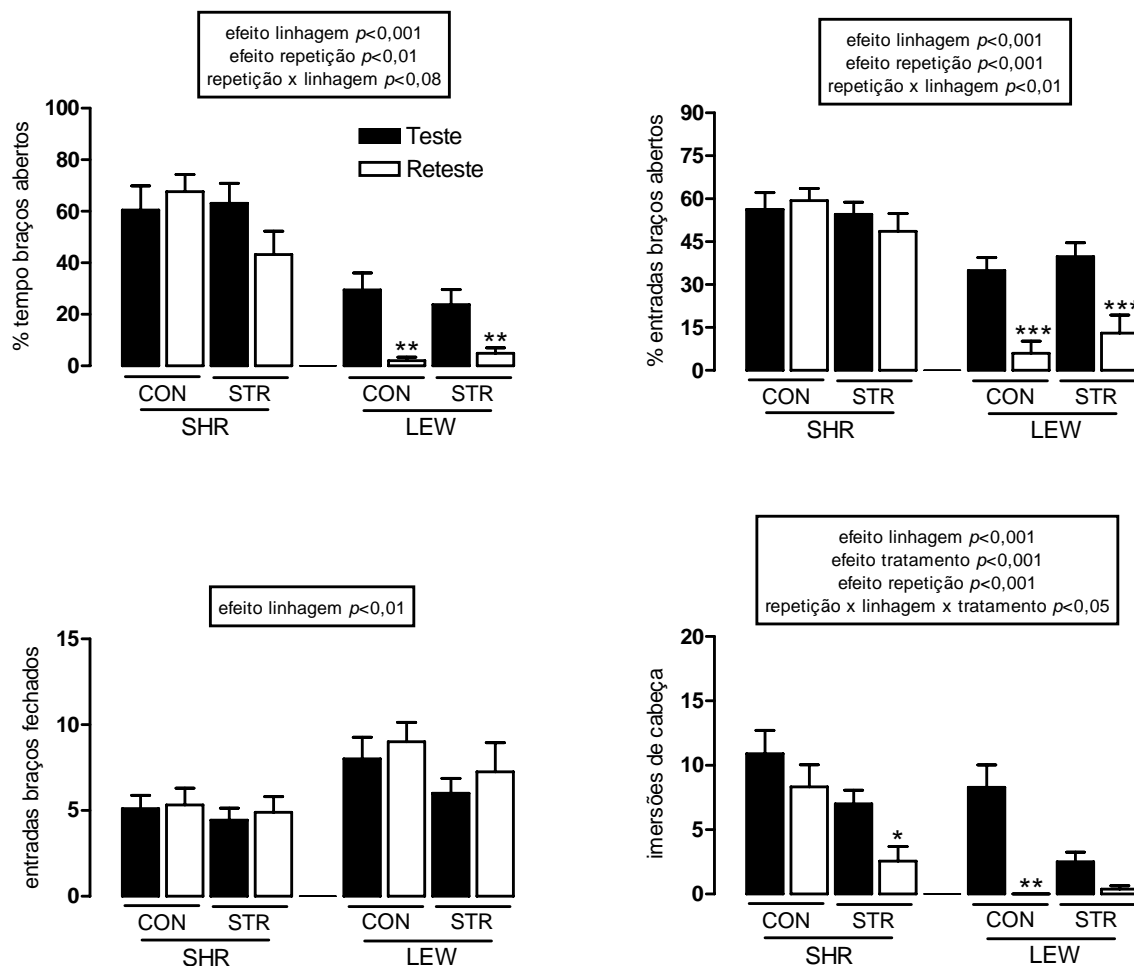 efeito linhagem p<0,001
efeito repetição p<0,01
repetição x linhagem p<0,08
% tempo braços abertos
100
80
60
40
20
0
Teste
Reteste
** **
CON STR CON STR
SHR LEW
efeito linhagem p<0,001
efeito repetição p<0,001
repetição x linhagem p<0,01
% entradas braços abertos
90
75
60
45
30
15
0
*** ***
CON STR CON STR
SHR LEW
efeito linhagem p<0,01
entradas braços fechados
15
10
5
0
CON STR CON STR
SHR LEW
efeito linhagem p<0,001
efeito tratamento p<0,001
efeito repetição p<0,001
repetição x linhagem x tratamento p<0,05
imersões de cabeça
20
15
10
5
0
* **
CON STR CON STR
SHR LEW